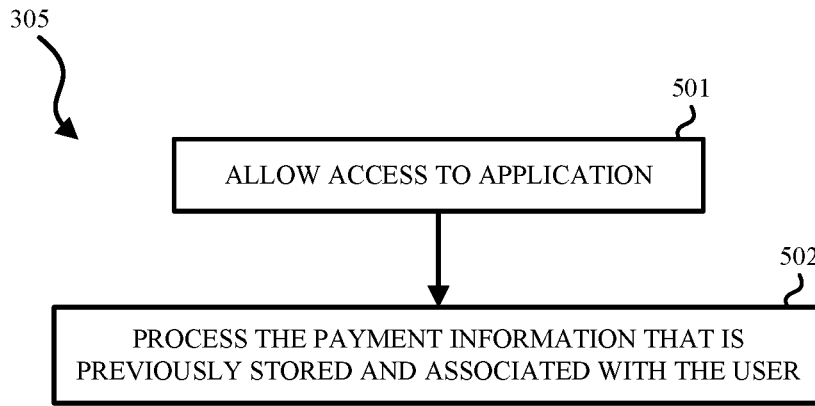 305
501
ALLOW ACCESS TO APPLICATION
502
PROCESS THE PAYMENT INFORMATION THAT IS
PREVIOUSLY STORED AND ASSOCIATED WITH THE USER